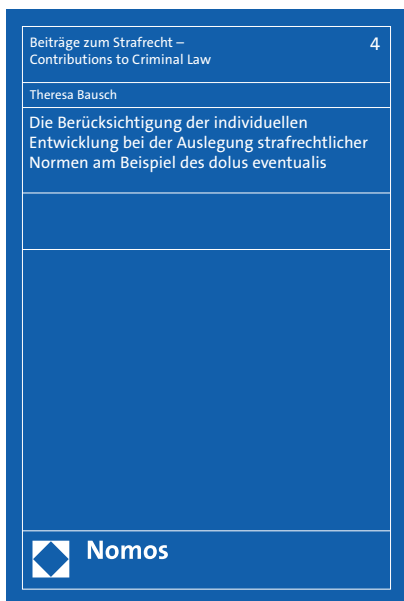 Beiträge zum Strafrecht –
Contributions to Criminal Law
4
Theresa Bausch
Die Berücksichtigung der individuellen
Entwicklung bei der Auslegung strafrechtlicher
Normen am Beispiel des dolus eventualis
Nomos